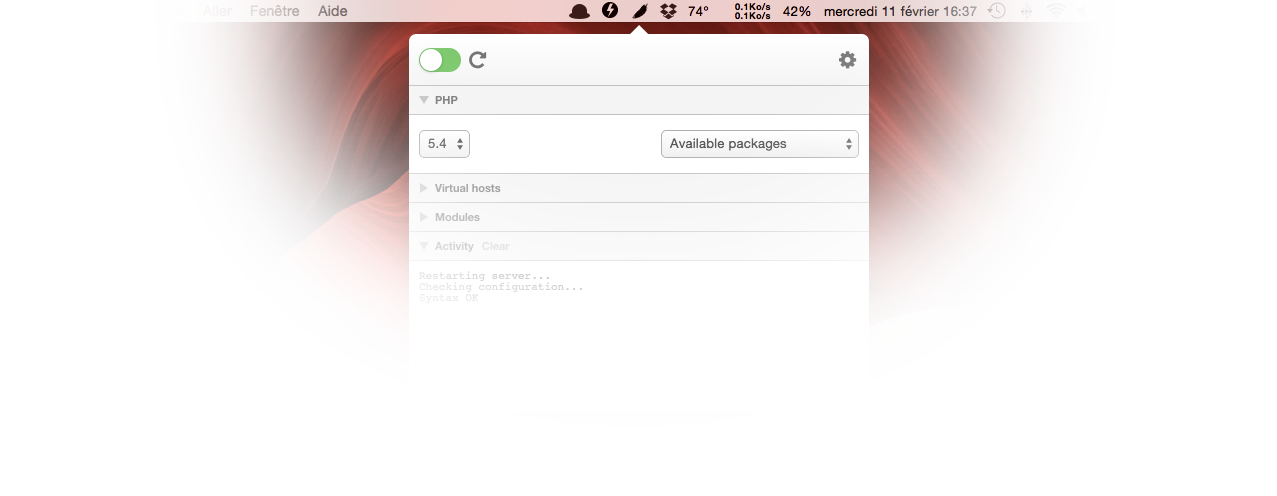 Aller Fenêtre Aide 74° 0.1Ko/s 42% mercredi 11 février 16:37
0.1Ko/s
PHP
5.4 Available packages
Virtual hosts
Modules
Activity Clear
Restarting server...
Checking configuration...
Syntax OK